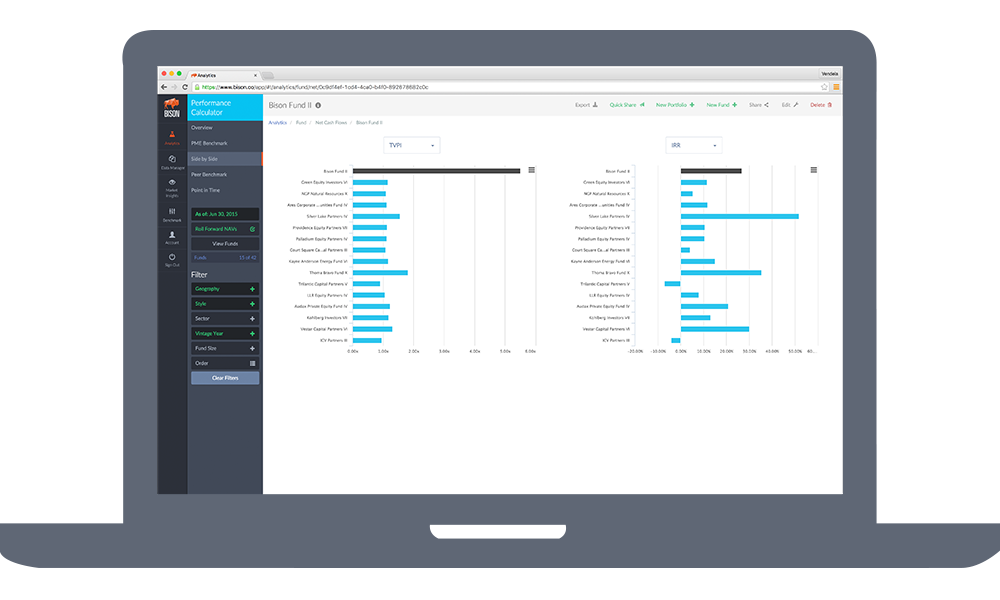 Analytics
Vendela
https://www.bison.co/app/#/analytics/fund/net/
BISON
Performance Calculator
Bison Fund II
Export
Quick Share
New Portfolio
New Fund
Share
Edit
Delete
Analytics / Fund / Net Cash Flows / Bison Fund II
Analytics
Data Manager
Market Insights
Benchmark
Account
Sign Out
Overview
PME Benchmark
Side by Side
Peer Benchmark
Point in Time
As of: Jun 30, 2015
Roll Forward NAVs
View Funds
Funds 15 of 42
Filter
Geography
Style
Sector
Vintage Year
Fund Size
Order
Clear Filters
TVPI
Bison Fund II
Green Equity Investors VI
NGP Natural Resources X
Ares Corporate ...unities Fund IV
Silver Lake Partners IV
Providence Equity Partners VII
Palladium Equity Partners IV
Court Square Ca...al Partners III
Kayne Anderson Energy Fund VI
Thoma Bravo Fund X
Trilantic Capital Partners V
LLR Equity Partners IV
Avalon Private Equity Fund IV
Kohlberg Investors VII
Vestar Capital Partners VI
ICV Partners III
0.00x 1.00x 2.00x 3.00x 4.00x 5.00x 6.00x
IRR
Bison Fund II
Green Equity Investors VI
NGP Natural Resources X
Ares Corporate ...unities Fund IV
Silver Lake Partners IV
Providence Equity Partners VII
Palladium Equity Partners IV
Court Square Ca...al Partners III
Kayne Anderson Energy Fund VI
Thoma Bravo Fund X
Trilantic Capital Partners V
LLR Equity Partners IV
Avalon Private Equity Fund IV
Kohlberg Investors VII
Vestar Capital Partners VI
ICV Partners III
-20.00% -10.00% 0.00% 10.00% 20.00% 30.00% 40.00% 50.00% 60....